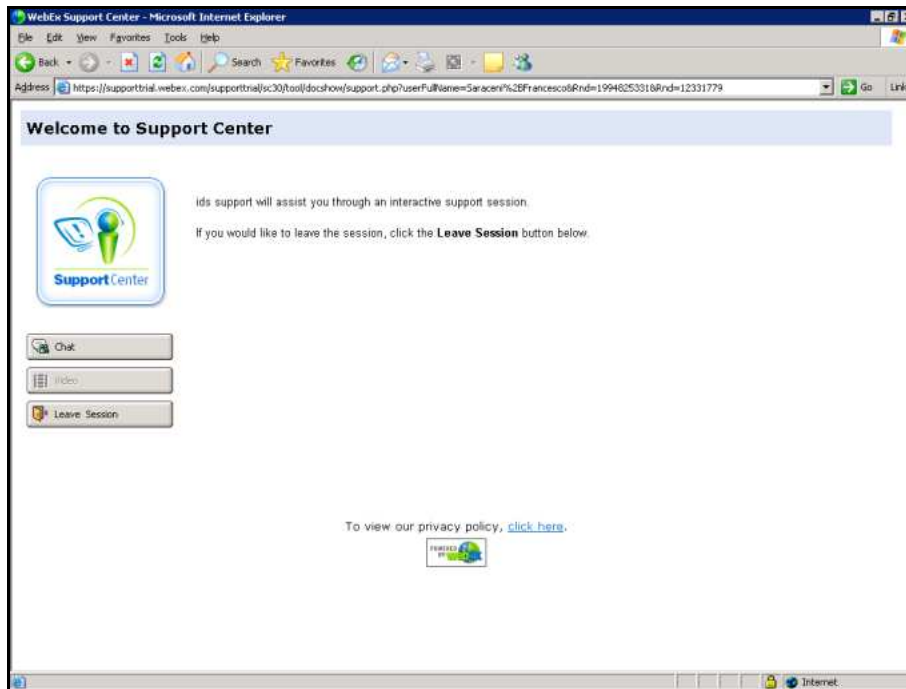 WebEx Support Center - Microsoft Internet Explorer
File Edit View Favorites Tools Help
Back Search Favorites
Address https://supporttrial.webex.com/supporttrial/sc30/tool/docshow/support.php?userFullName=Saraceni%2BFrancesco&Rnd=1994825331&Rnd=12331779 Go
Welcome to Support Center
ids support will assist you through an interactive support session.
If you would like to leave the session, click the Leave Session button below.
SupportCenter
Chat
Video
Leave Session
To view our privacy policy, click here.
POWERED
BY
Internet